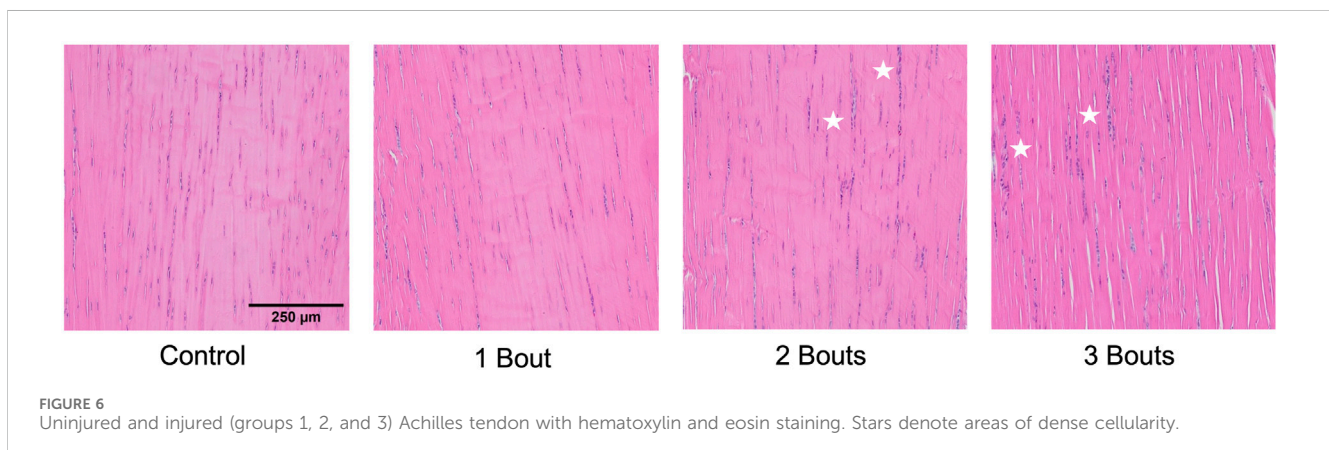 250 µm
Control
1 Bout
2 Bouts
3 Bouts
FIGURE 6
Uninjured and injured (groups 1, 2, and 3) Achilles tendon with hematoxylin and eosin staining. Stars denote areas of dense cellularity.